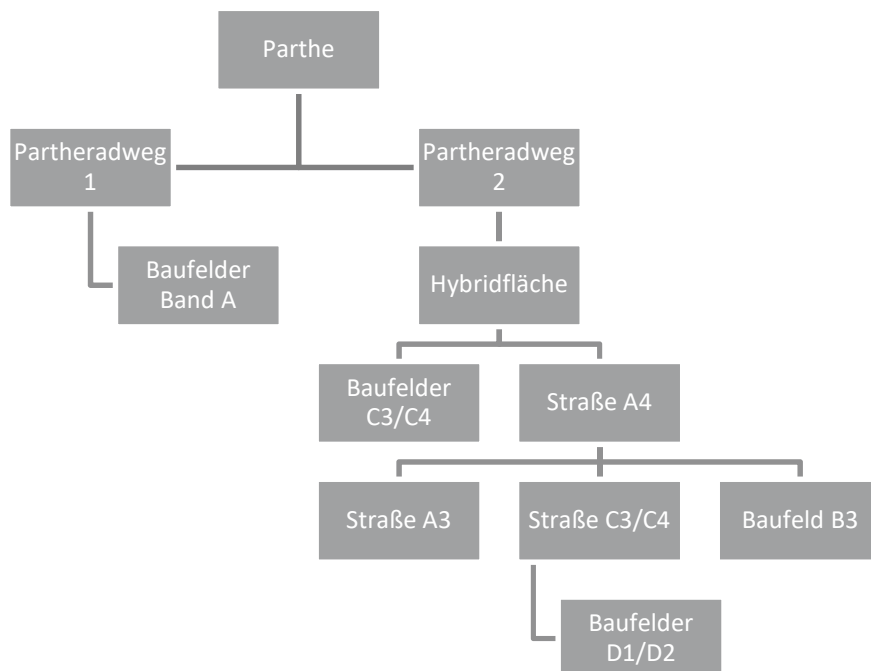 Parthe
Partheradweg
1
Partheradweg
2
Baufelder
Band A
Hybridfläche
Baufelder
C3/C4
Straße A4
Straße A3
Straße C3/C4
Baufeld B3
Baufelder
D1/D2